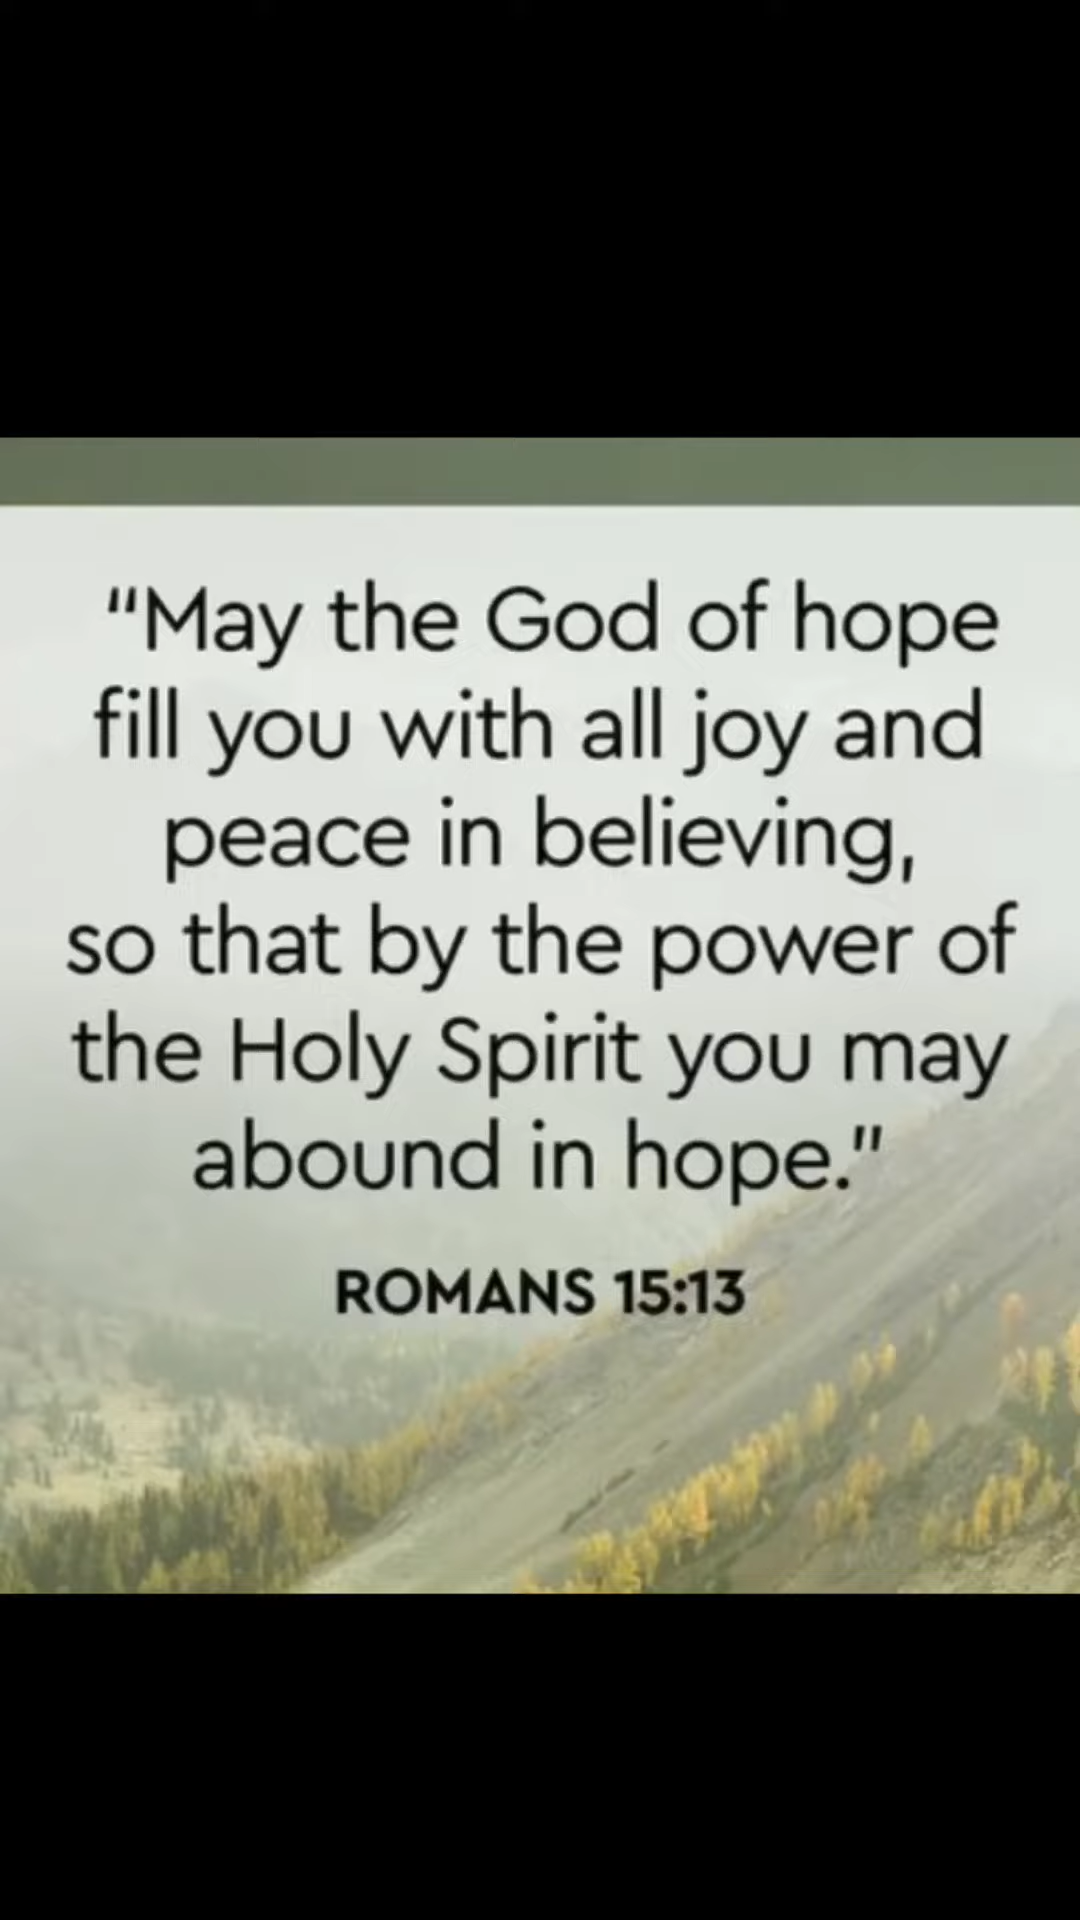 “May the God of hope
fill you with all joy and
peace in believing,
so that by the power of
the Holy Spirit you may
abound in hope.”
ROMANS 15:13